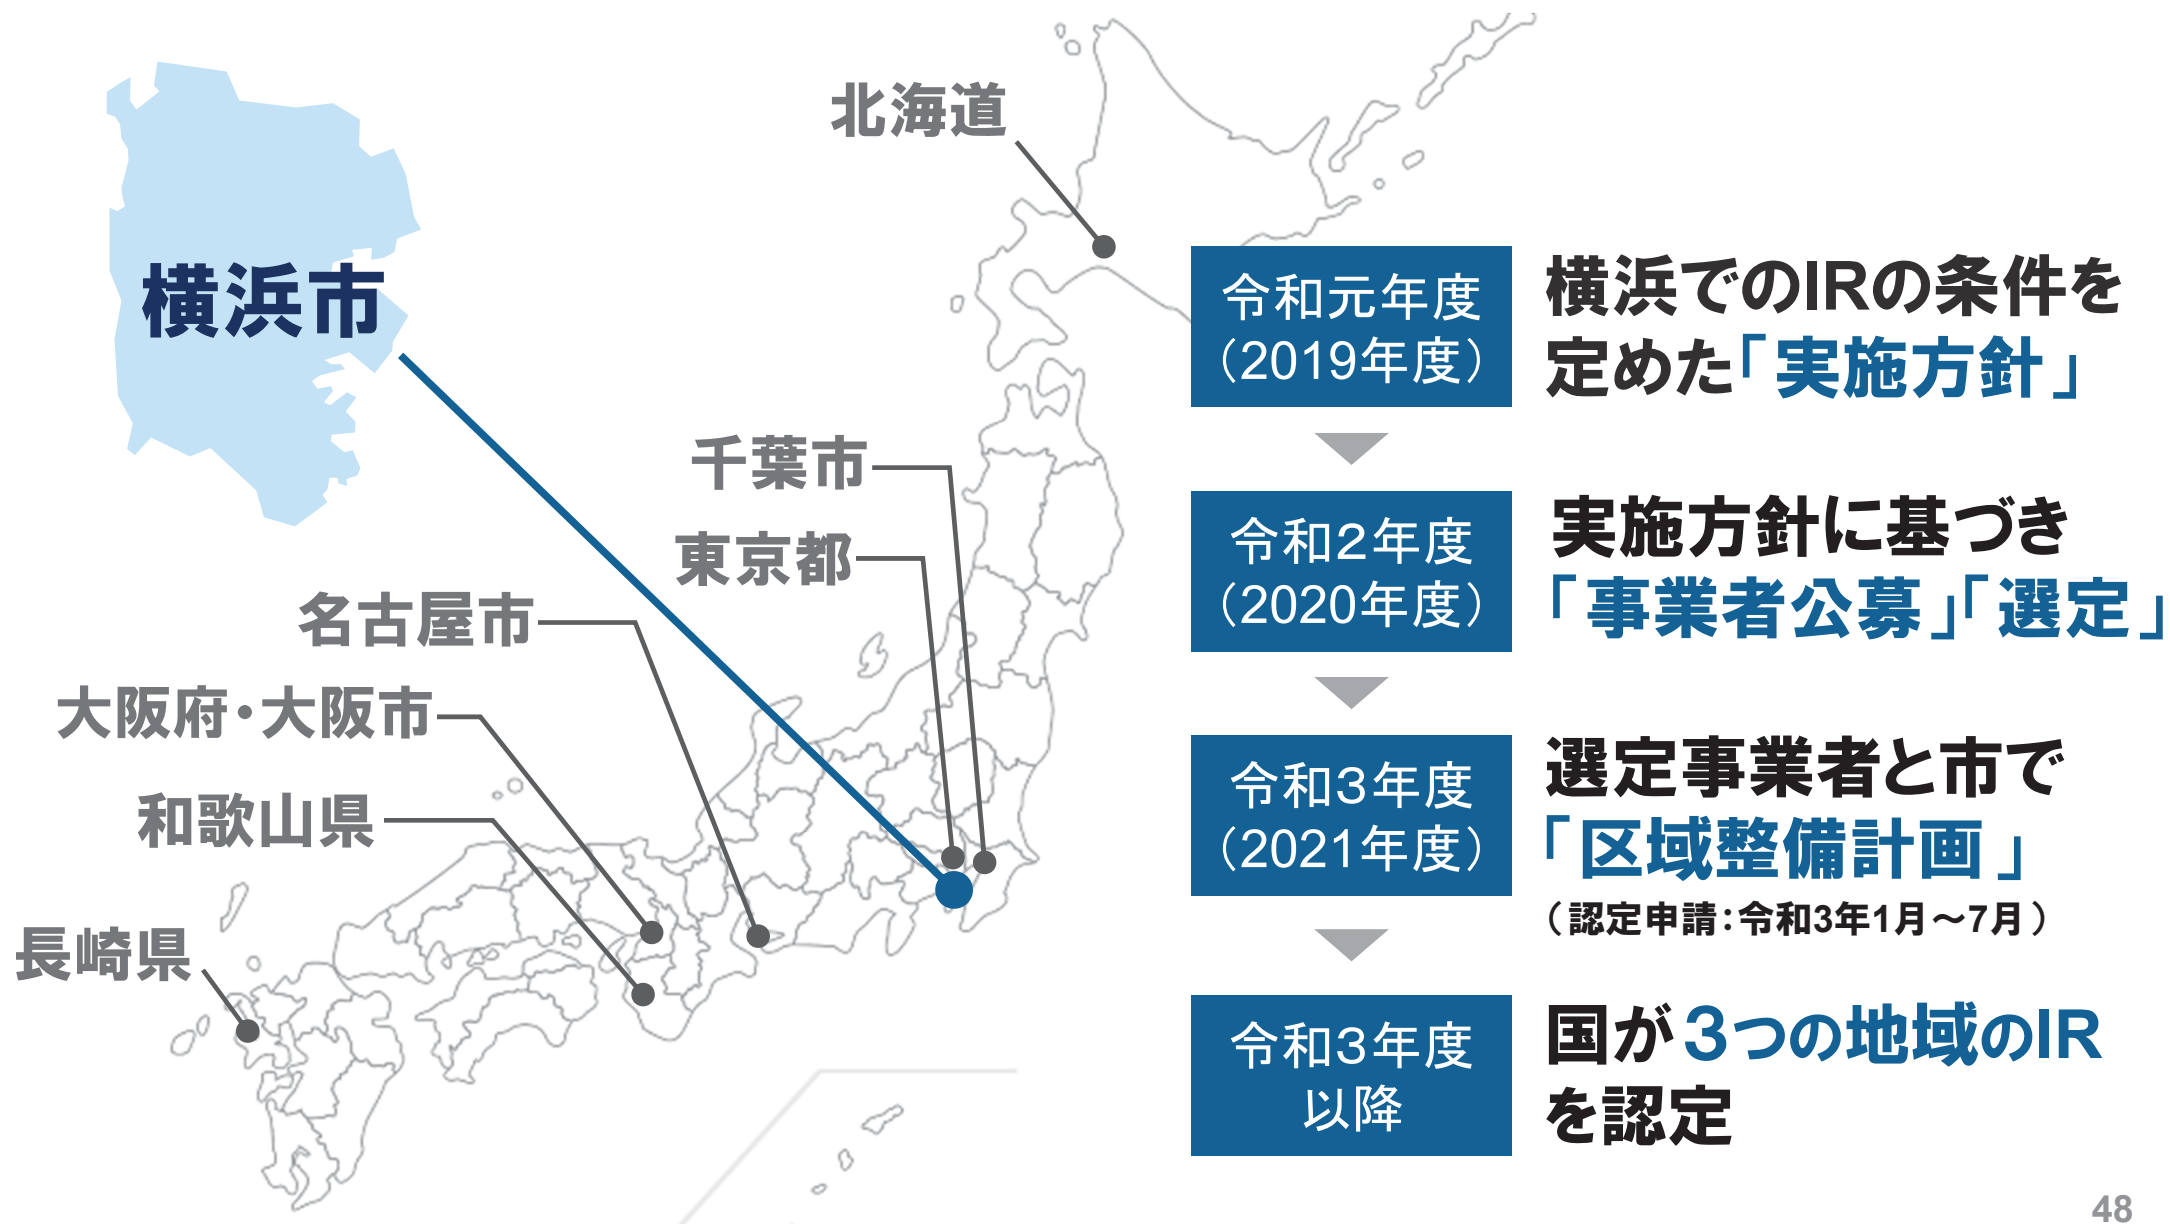 横浜市
北海道
千葉市
東京都
名古屋市
大阪府・大阪市
和歌山県
長崎県
令和元年度
（2019年度）
横浜でのIRの条件を
定めた「実施方針」
令和２年度
（2020年度）
実施方針に基づき
「事業者公募」「選定」
令和３年度
（2021年度）
選定事業者と市で
「区域整備計画」
（認定申請：令和3年1月～7月）
令和３年度
以降
国が３つの地域のIR
を認定
48